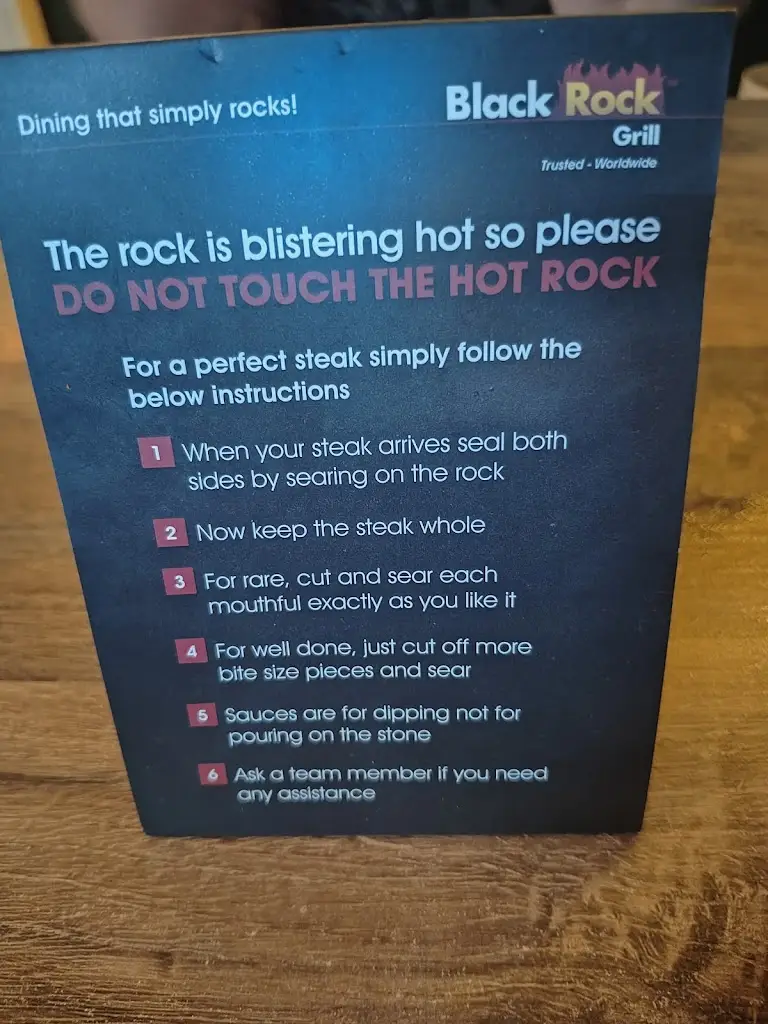 Dining that simply rocks!
Black Rock
Grill
Trusted - Worldwide
The rock is blistering hot so please
DO NOT TOUCH THE HOT ROCK
For a perfect steak simply follow the
below instructions
1 When your steak arrives seal both
sides by searing on the rock
2 Now keep the steak whole
3 For rare, cut and sear each
mouthful exactly as you like it
4 For well done, just cut off more
bite size pieces and sear
5 Sauces are for dipping not for
pouring on the stone
6 Ask a team member if you need
any assistance